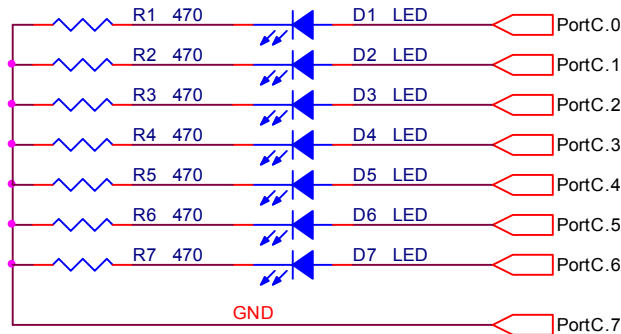 R1 470 D1 LED PortC.0
R2 470 D2 LED PortC.1
R3 470 D3 LED PortC.2
R4 470 D4 LED PortC.3
R5 470 D5 LED PortC.4
R6 470 D6 LED PortC.5
R7 470 D7 LED PortC.6
GND PortC.7